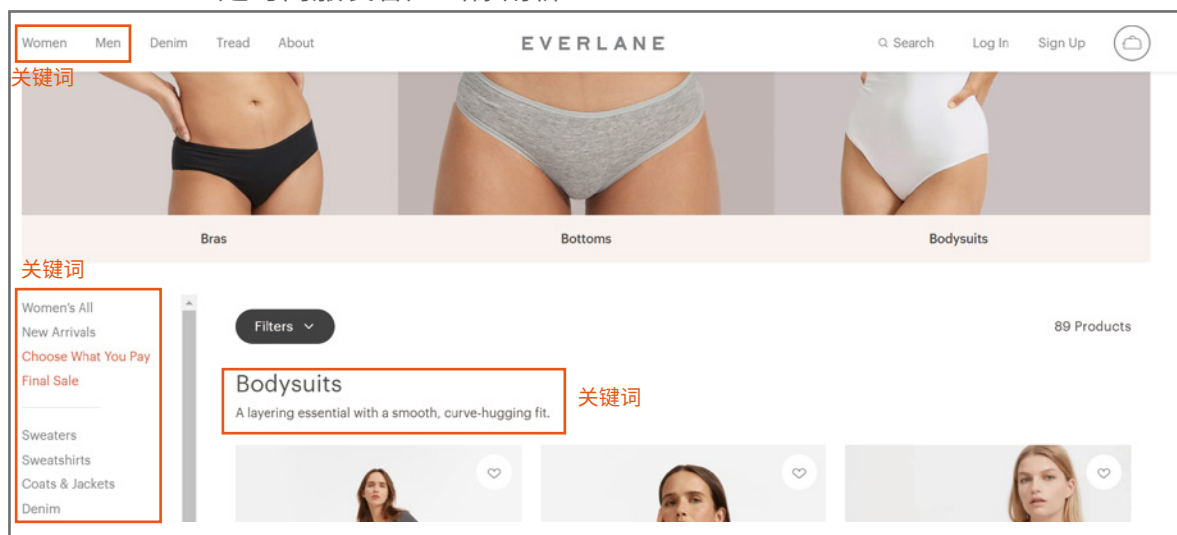 Women Men Denim Tread About EVERLANE Search Log In Sign Up
关键词
Bras Bottoms Bodysuits
关键词
Women's All
New Arrivals
Choose What You Pay
Final Sale
Sweaters
Sweatshirts
Coats & Jackets
Denim
Filters 89 Products
Bodysuits
A layering essential with a smooth, curve-hugging fit.
关键词